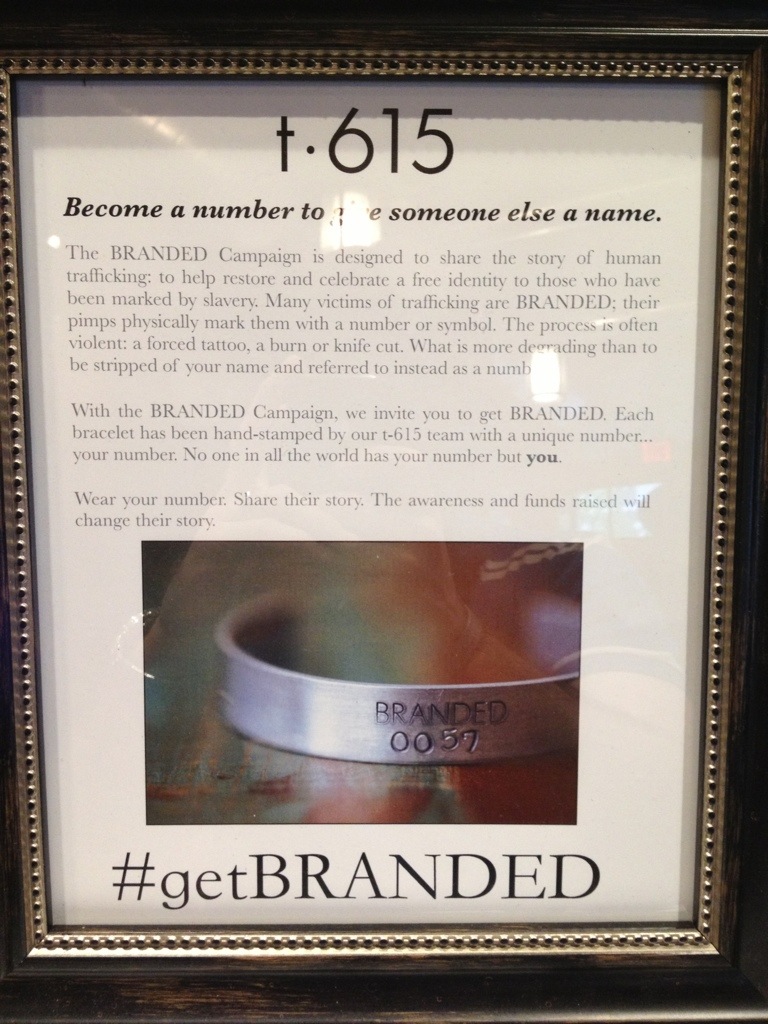 t·615
Become a number to give someone else a name.
The BRANDED Campaign is designed to share the story of human
trafficking: to help restore and celebrate a free identity to those who have
been marked by slavery. Many victims of trafficking are BRANDED; their
pimps physically mark them with a number or symbol. The process is often
violent: a forced tattoo, a burn or knife cut. What is more degrading than to
be stripped of your name and referred to instead as a numb
With the BRANDED Campaign, we invite you to get BRANDED. Each
bracelet has been hand-stamped by our t-615 team with a unique number...
your number. No one in all the world has your number but you.
Wear your number. Share their story. The awareness and funds raised will
change their story.
BRANDED
0057
#getBRANDED